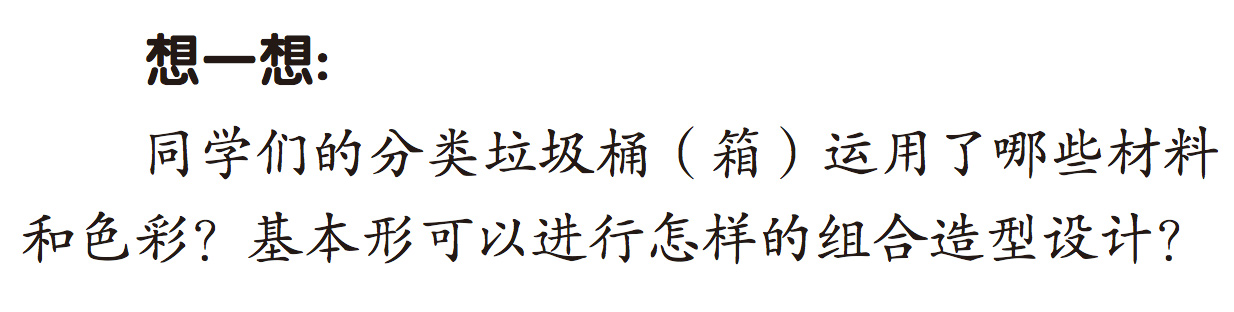 想一想:
同学们的分类垃圾桶（箱）运用了哪些材料
和色彩？基本形可以进行怎样的组合造型设计？